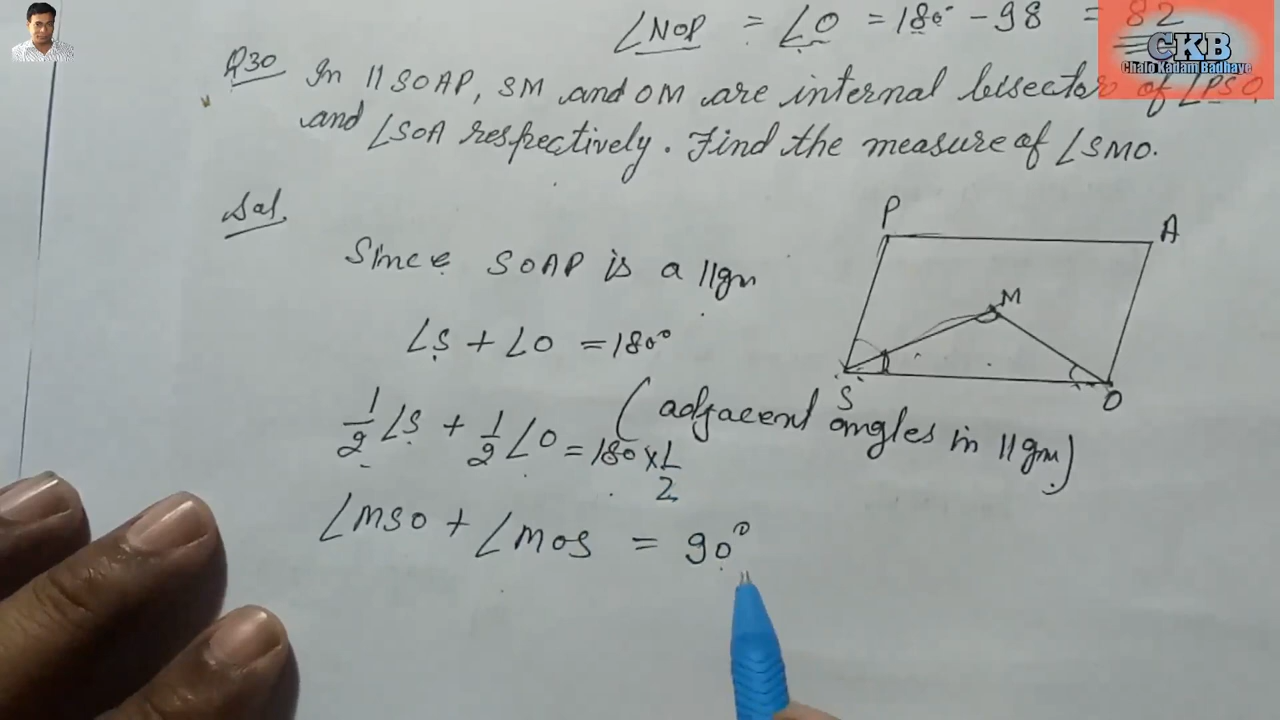 ∠NOP = ∠O = 180° - 98 = 82
CKB
Chalo Kadam Badhaye
Q30 In ||SOAP, SM and OM are internal bisector of ∠PSO
and ∠SOA respectively. Find the measure of ∠SMO.
Sol.
Since SOAP is a ||gm
∠S + ∠O = 180°
(adjacent angles in ||gm)
1/2 ∠S + 1/2 ∠O = 180 × 1/2
∠MSO + ∠MOS = 90°
P
A
M
S
O